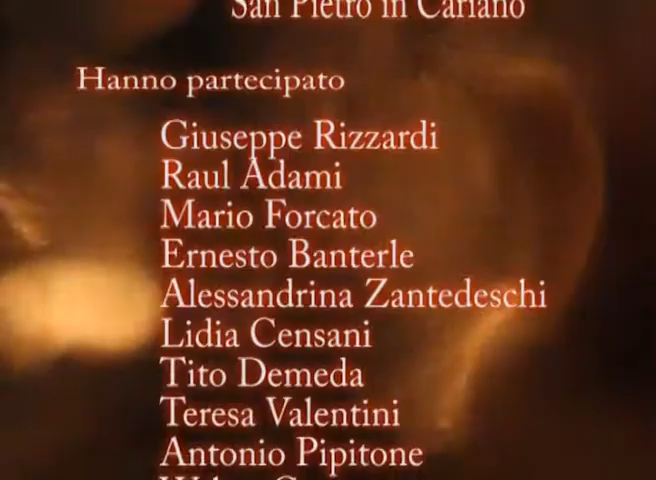 San Pietro in Cariano
Hanno partecipato
Giuseppe Rizzardi
Raul Adami
Mario Forcato
Ernesto Banterle
Alessandrina Zantedeschi
Lidia Censani
Tito Demeda
Teresa Valentini
Antonio Pipitone